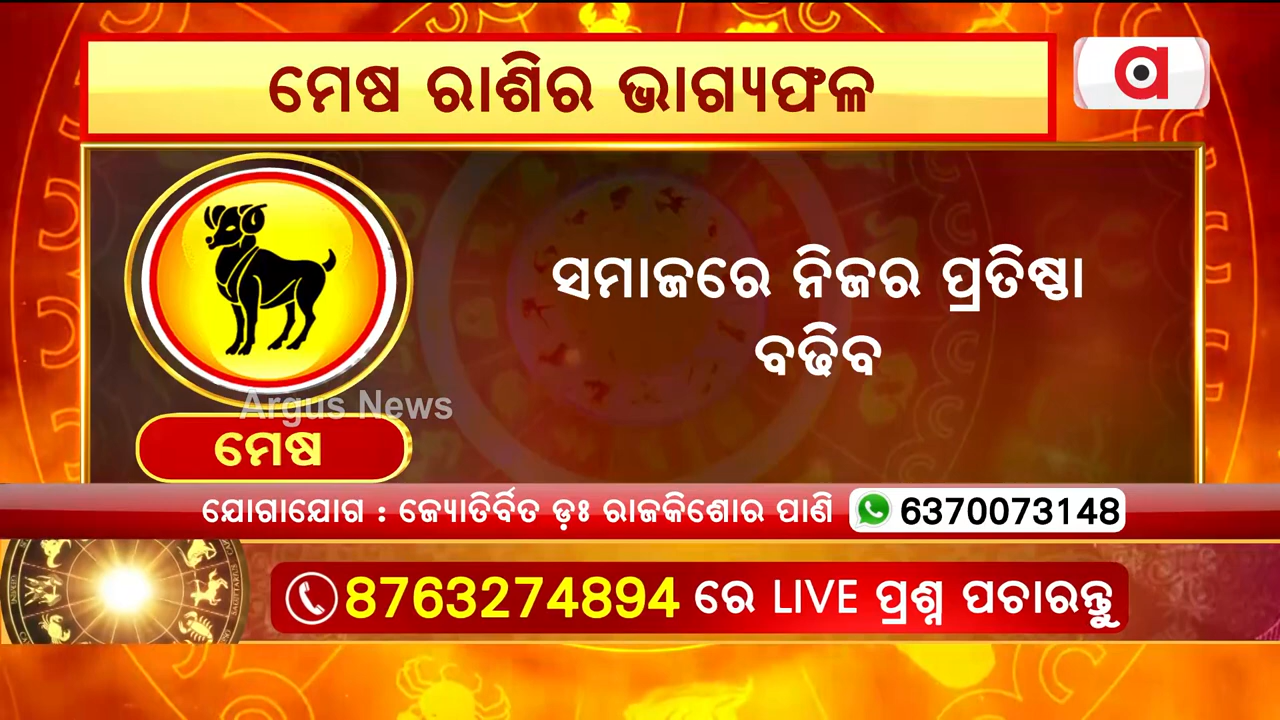 ମେଷ ରାଶିର ଭାଗ୍ୟଫଳ
a
ସମାଜରେ ନିଜର ପ୍ରତିଷ୍ଠା
ବଢିବ
Argus News
ମେଷ
ଯୋଗାଯୋଗ : ଜ୍ୟୋତିର୍ବିତ ଡ଼ଃ ରାଜକିଶୋର ପାଣି 6370073148
8763274894 ରେ LIVE ପ୍ରଶ୍ନ ପଚାରନ୍ତୁ